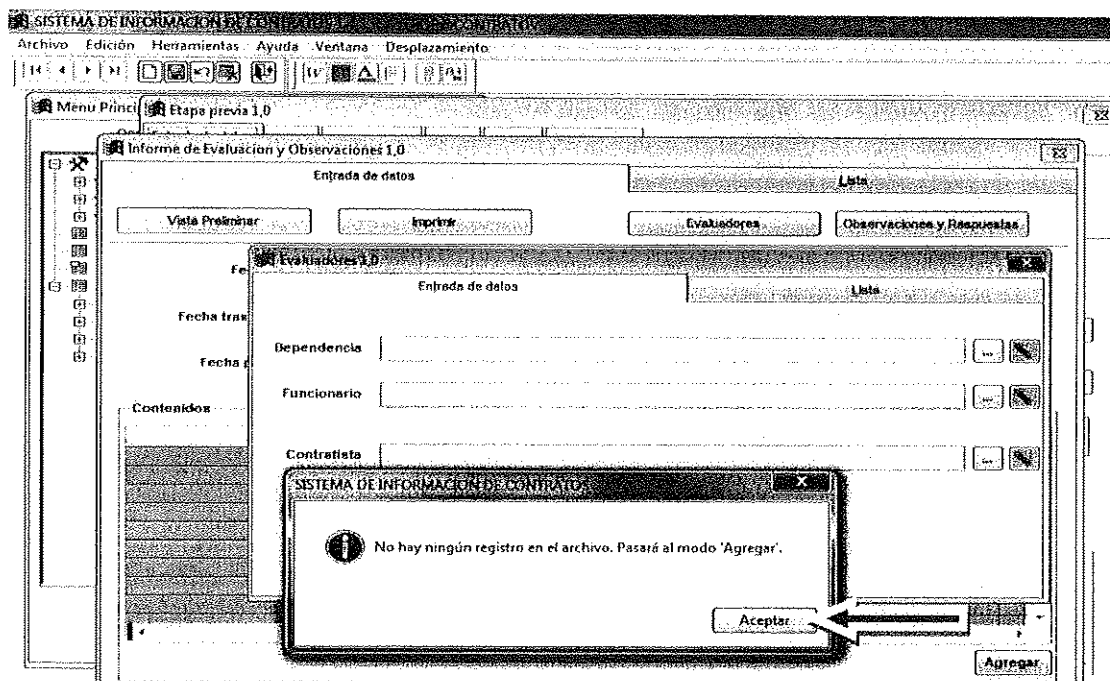 SISTEMA DE INFORMACION DE CONTRATOS 1,2
Archivo Edición Herramientas Ayuda Ventana Desplazamiento
Menu Princi
Etapa previa 1,0
Informe de Evaluacion y Observaciones 1,0
Entrada de datos
Lista
Vista Preliminar
Imprimir
Evaluadores
Observaciones y Respuestas
Evaluadores 1,0
Fe
Entrada de datos
Lista
Fecha tras
Dependencia
...
Fecha
Funcionario
...
Contenidos
Contratista
...
SISTEMA DE INFORMACION DE CONTRATOS
No hay ningún registro en el archivo. Pasará al modo 'Agregar'.
Aceptar
Agregar